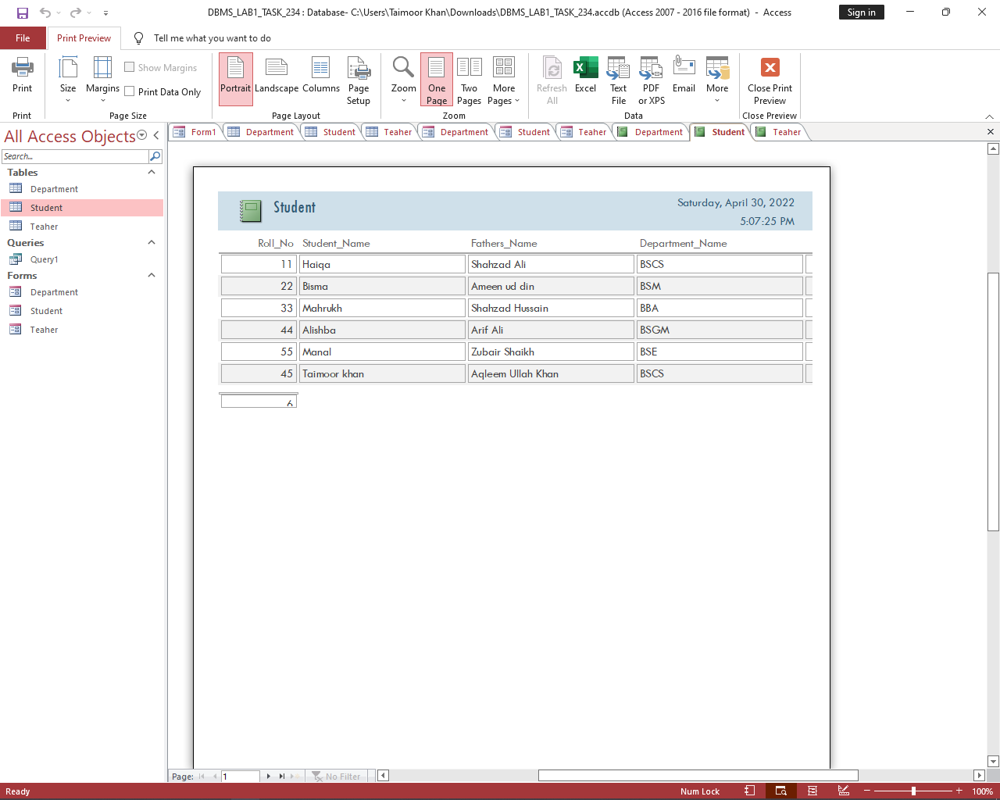 DBMS_LAB1_TASK_234 : Database- C:\Users\Taimoor Khan\Downloads\DBMS_LAB1_TASK_234.accdb (Access 2007 - 2016 file format) - Access
Sign in
File
Print Preview
Tell me what you want to do
Print
Size
Margins
Show Margins
Print Data Only
Portrait
Landscape
Columns
Page Setup
Zoom
One Page
Two Pages
More Pages
Refresh All
Excel
Text File
PDF or XPS
Email
More
Close Print Preview
Print
Page Size
Page Layout
Zoom
Data
Close Preview
All Access Objects
Search...
Tables
Department
Student
Teaher
Queries
Query1
Forms
Department
Student
Teaher
Form1
Department
Student
Teaher
Department
Student
Teaher
Department
Student
Teaher
Student
Saturday, April 30, 2022
5:07:25 PM
Roll_No Student_Name Fathers_Name Department_Name
11 Haiqa Shahzad Ali BSCS
22 Bisma Ameen ud din BSM
33 Mahrukh Shahzad Hussain BBA
44 Alishba Arif Ali BSGM
55 Manal Zubair Shaikh BSE
45 Taimoor khan Aqleem Ullah Khan BSCS
6
Page: 1
No Filter
Ready
Num Lock
100%